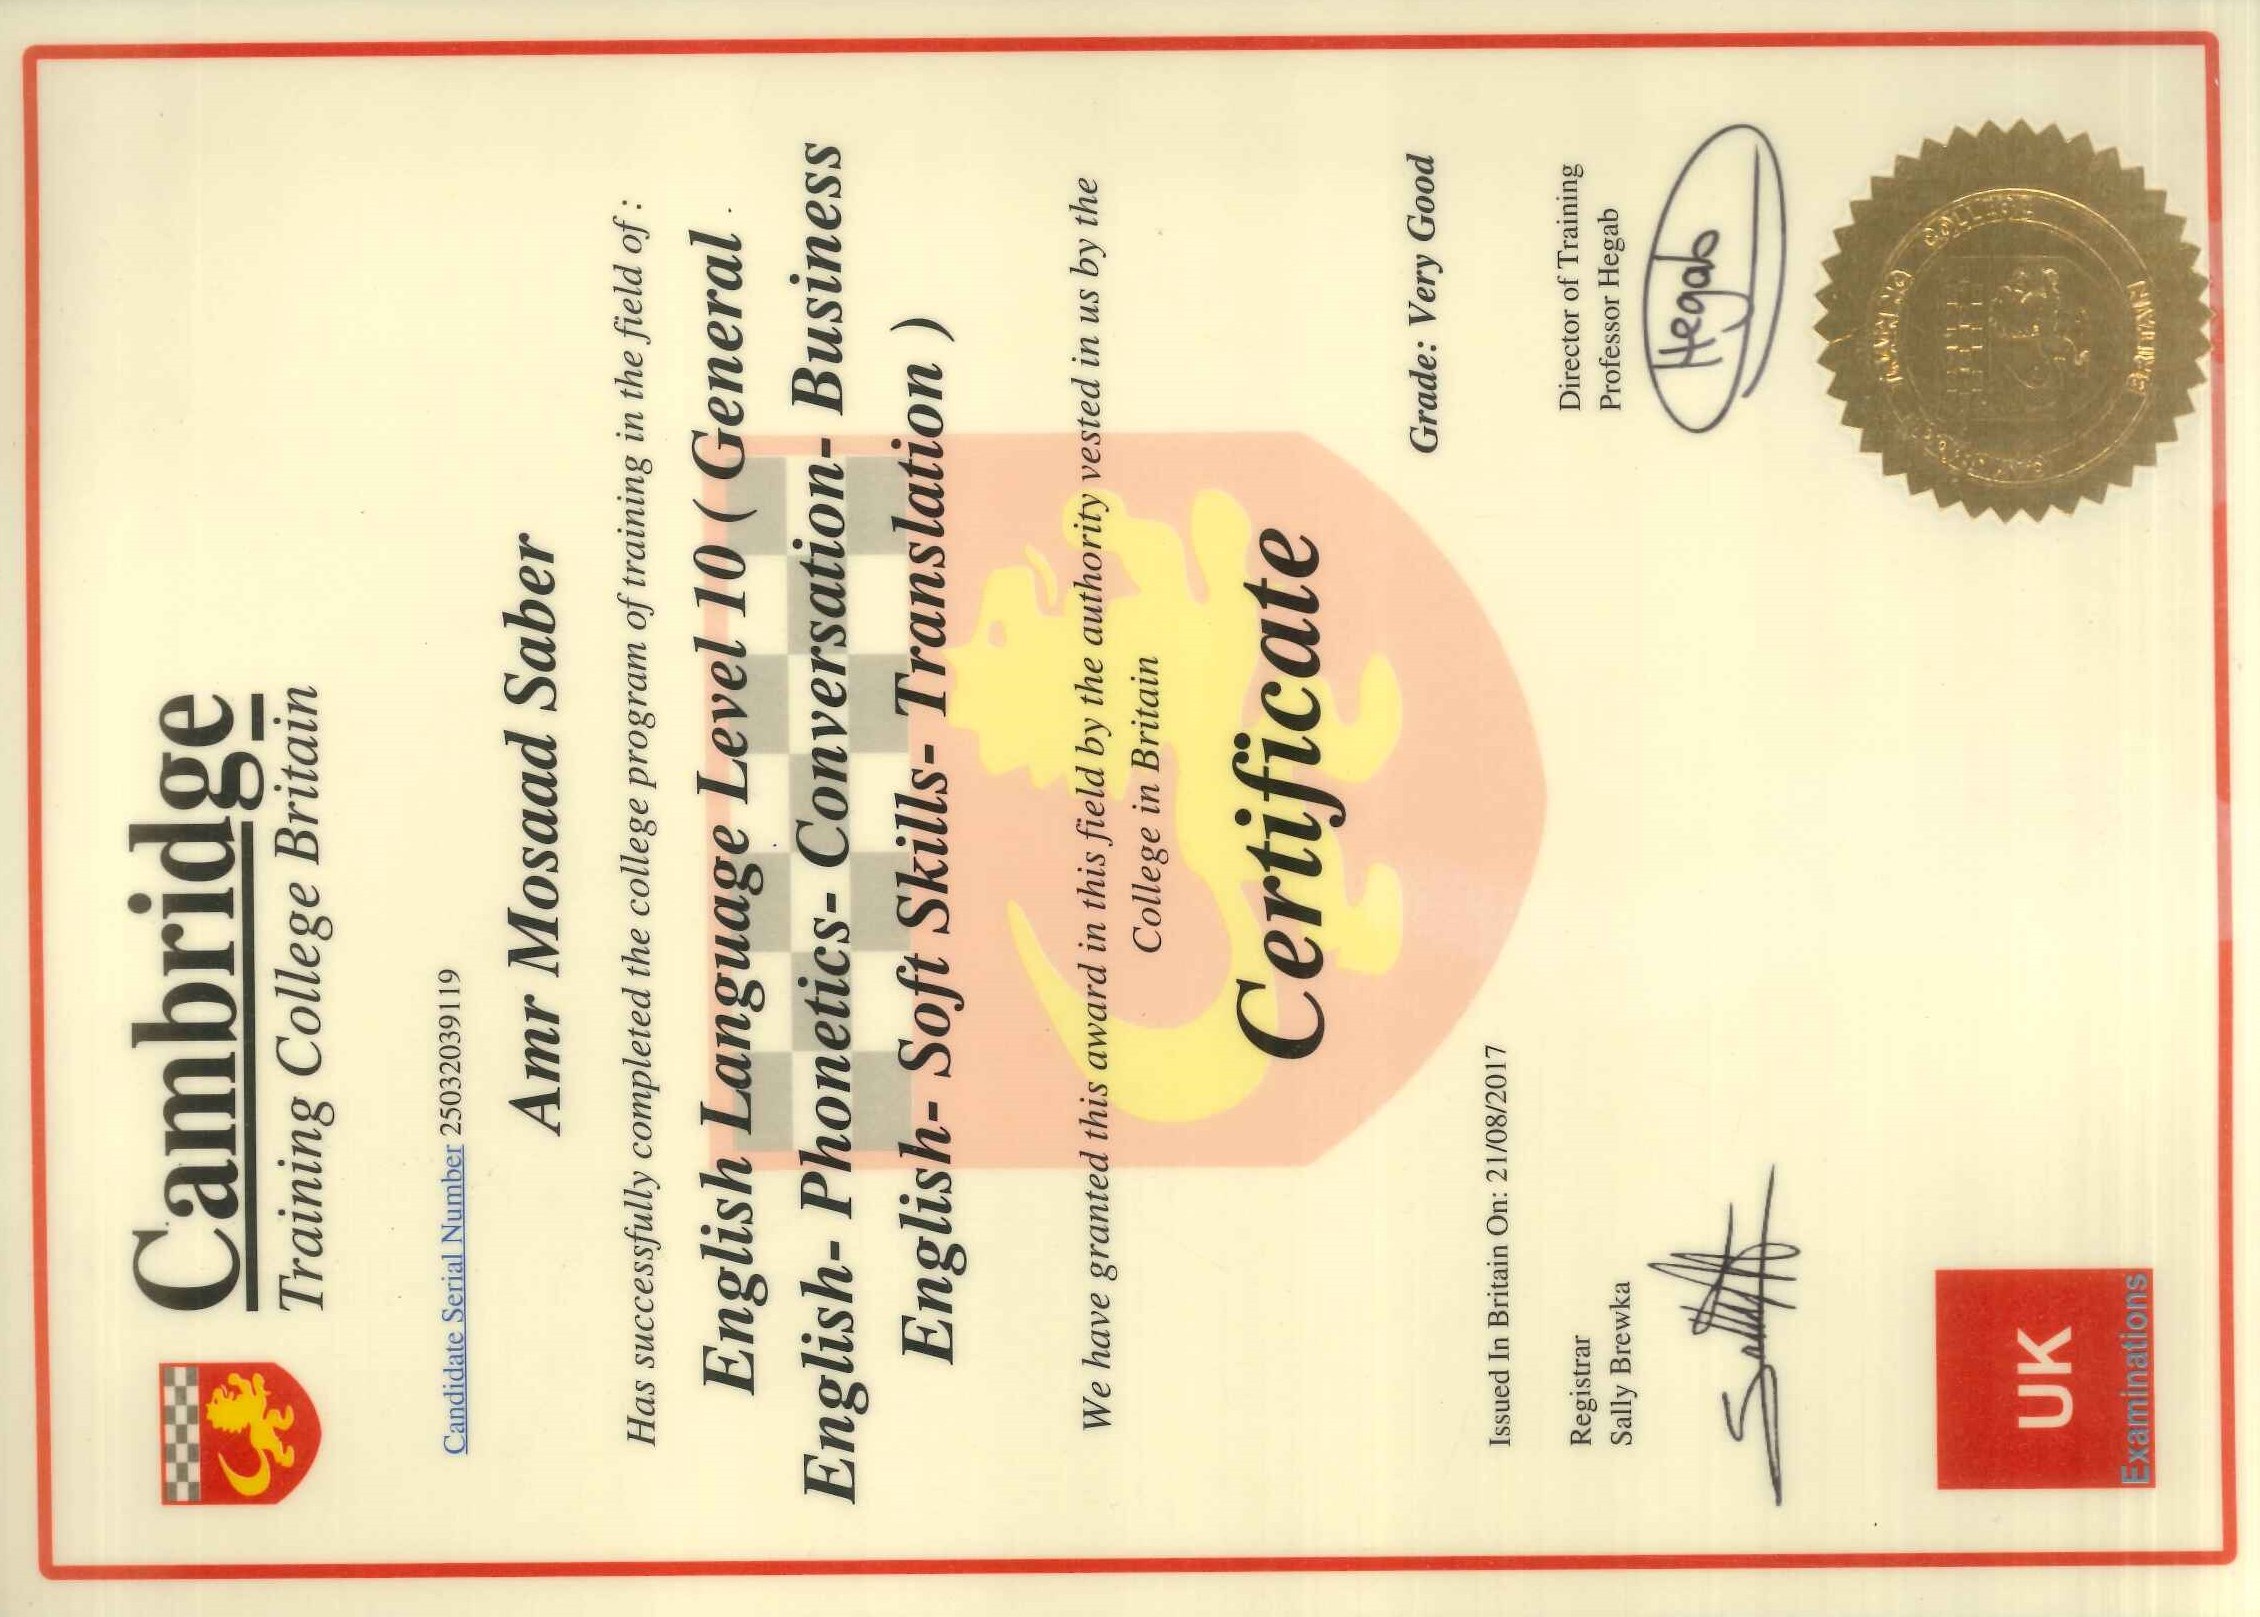 Cambridge
Training College Britain
Candidate Serial Number 25032039119
Amr Mosaad Saber
Has successfully completed the college program of training in the field of :
English Language Level 10 ( General
English- Phonetics- Conversation- Business
English- Soft Skills- Translation )
We have granted this award in this field by the authority vested in us by the
College in Britain
Certificate
Grade: Very Good
Issued In Britain On: 21/08/2017
Registrar
Sally Brewka
Director of Training
Professor Hegab
Hegab
UK
Examinations
CAMBRIDGE TRAINING COLLEGE BRITAIN